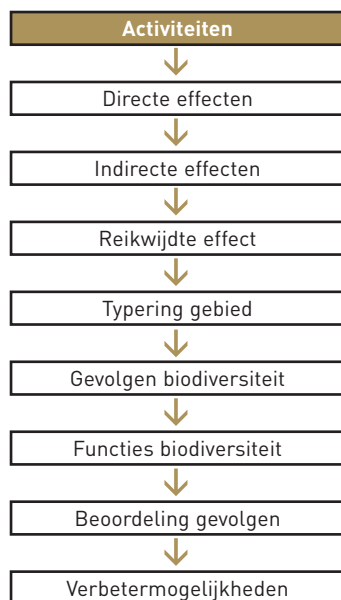 Activiteiten
Directe effecten
Indirecte effecten
Reikwijdte effect
Typering gebied
Gevolgen biodiversiteit
Functies biodiversiteit
Beoordeling gevolgen
Verbetermogelijkheden